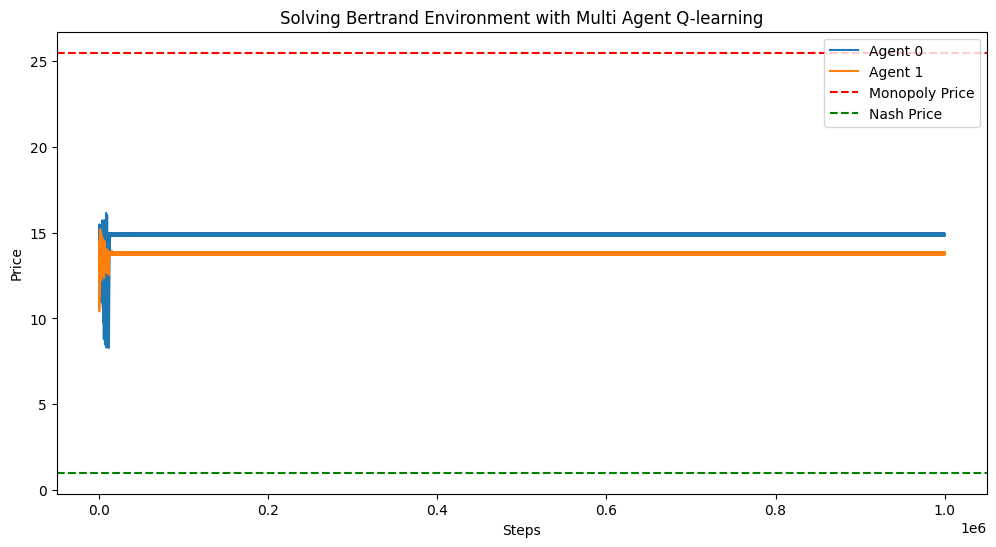 Solving Bertrand Environment with Multi Agent Q-learning
Agent 0
Agent 1
Monopoly Price
Nash Price
Price
25
20
15
10
5
0
0.0
0.2
0.4
0.6
0.8
1.0
1e6
Steps